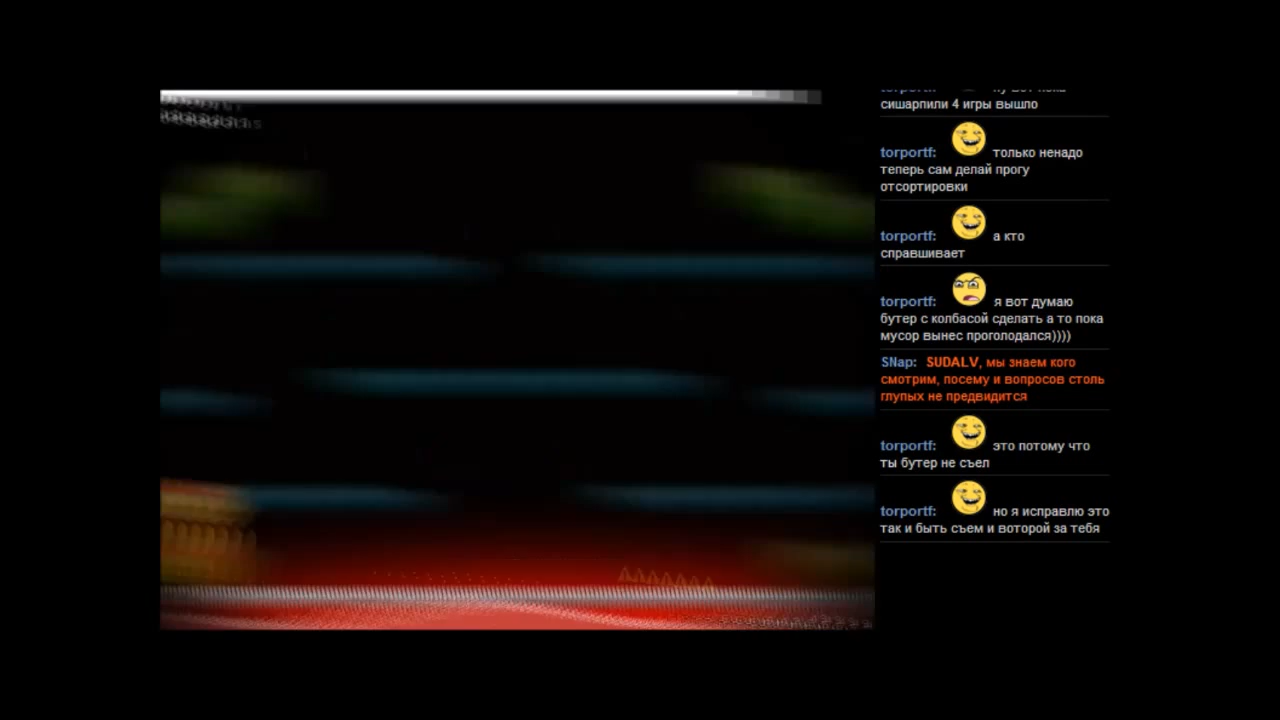 сишарпили 4 игры вышло
torportf: только ненадо
теперь сам делай прогу
отсортировки
torportf: а кто
справшивает
torportf: я вот думаю
бутер с колбасой сделать а то пока
мусор вынес проголодался))))
SNap: SUDALV, мы знаем кого
смотрим, посему и вопросов столь
глупых не предвидится
torportf: это потому что
ты бутер не съел
torportf: но я исправлю это
так и быть съем и воторой за тебя